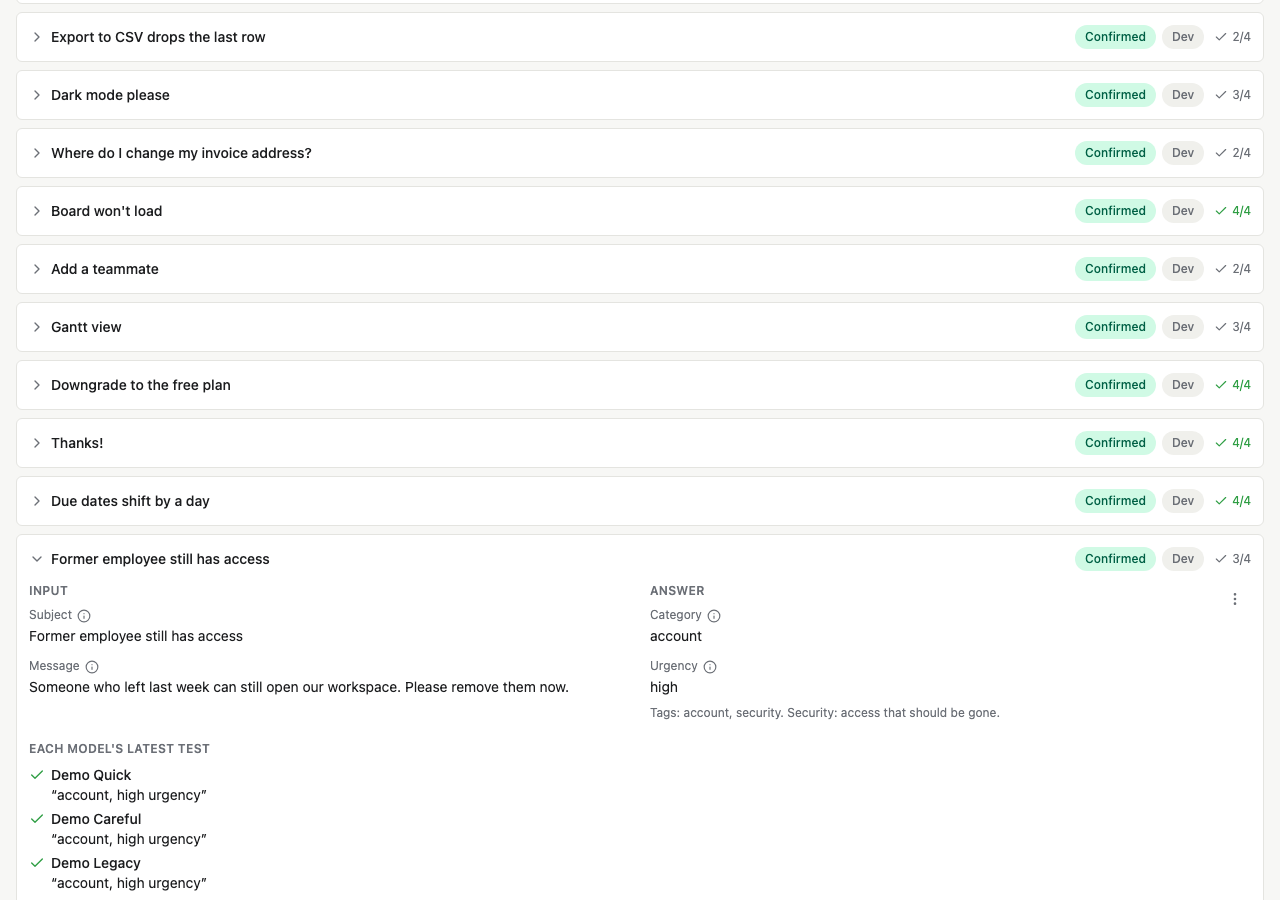 Export to CSV drops the last row Confirmed Dev 2/4
Dark mode please Confirmed Dev 3/4
Where do I change my invoice address? Confirmed Dev 2/4
Board won't load Confirmed Dev 4/4
Add a teammate Confirmed Dev 2/4
Gantt view Confirmed Dev 3/4
Downgrade to the free plan Confirmed Dev 4/4
Thanks! Confirmed Dev 4/4
Due dates shift by a day Confirmed Dev 4/4
Former employee still has access Confirmed Dev 3/4
INPUT
Subject
Former employee still has access
Message
Someone who left last week can still open our workspace. Please remove them now.
ANSWER
Category
account
Urgency
high
Tags: account, security. Security: access that should be gone.
EACH MODEL'S LATEST TEST
Demo Quick
“account, high urgency”
Demo Careful
“account, high urgency”
Demo Legacy
“account, high urgency”